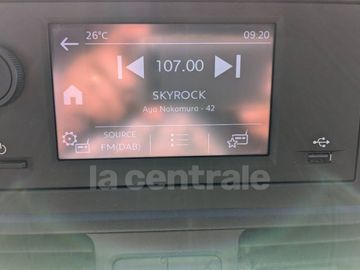 26°C 09:20
107.00
SKYROCK
Aya Nakamura - 42
SOURCE
FM(DAB)
la centrale